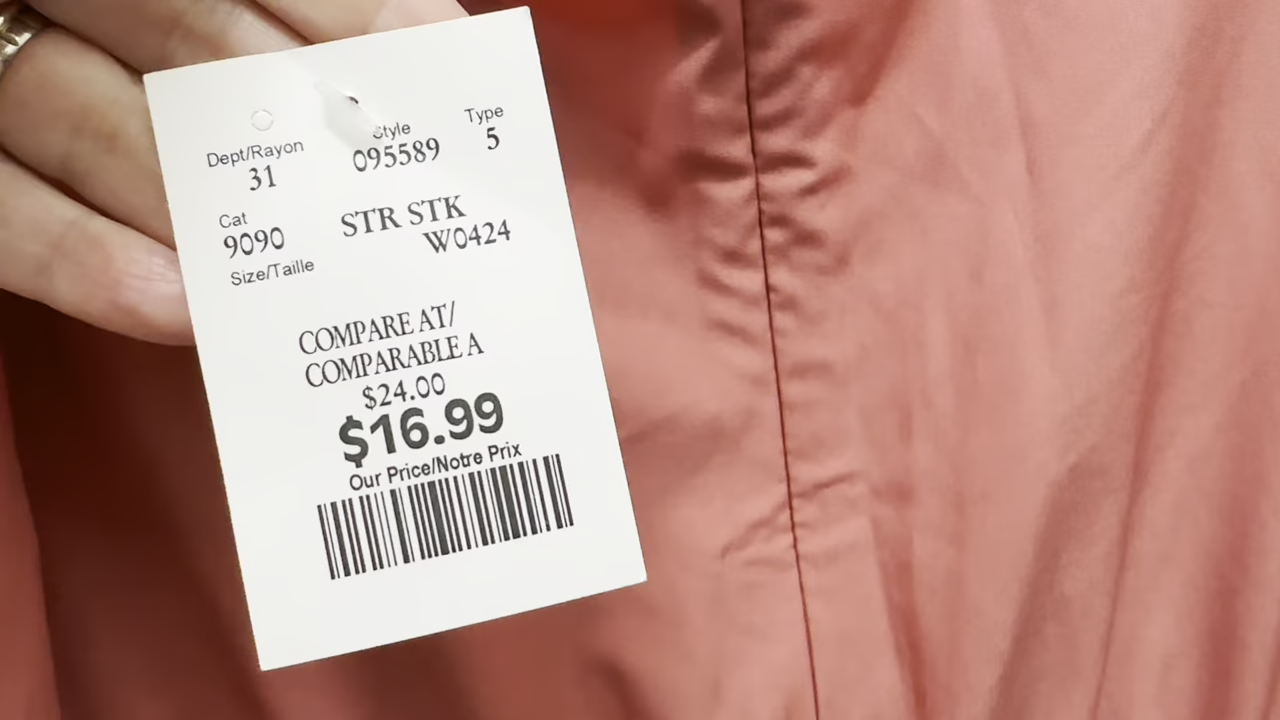 Dept/Rayon Style Type
31 095589 5
Cat STR STK
9090 W0424
Size/Taille
COMPARE AT/
COMPARABLE A
$24.00
$16.99
Our Price/Notre Prix